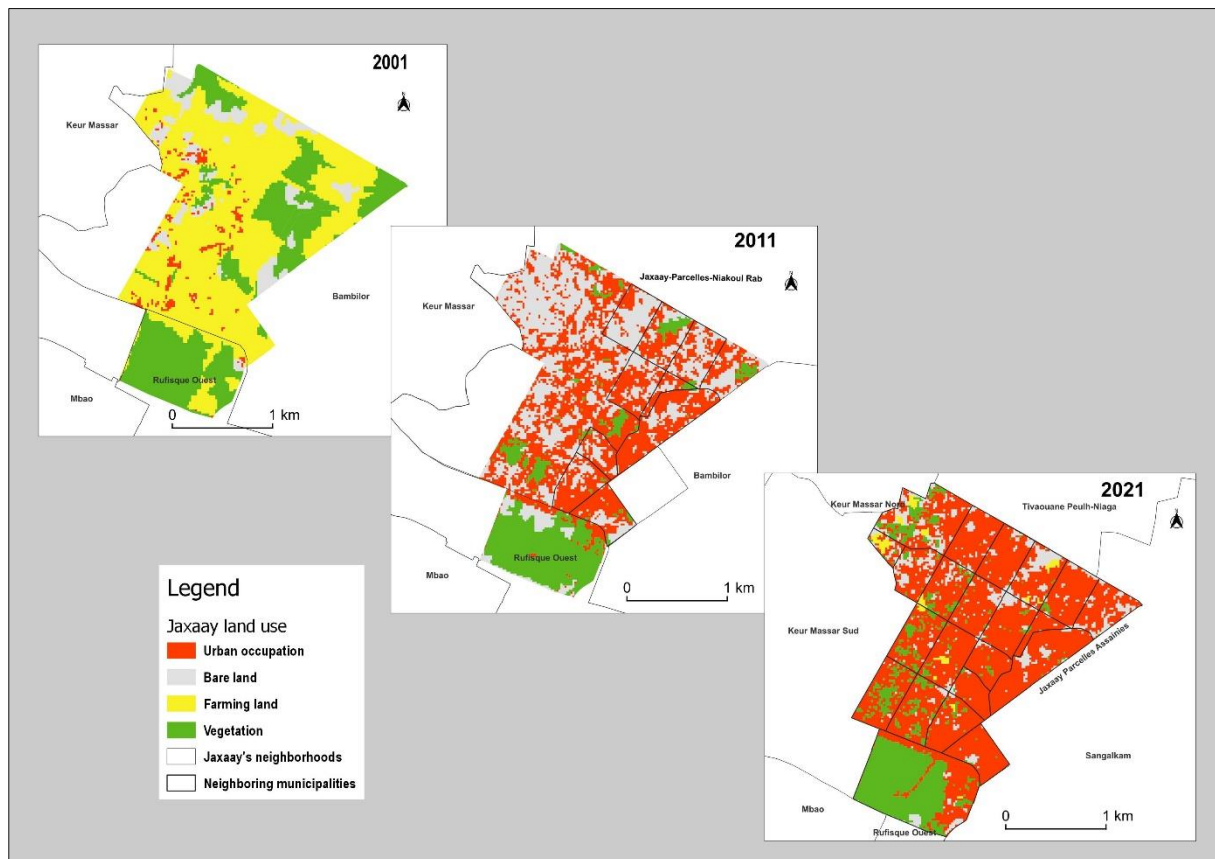 2001
N
Keur Massar
Bambilor
Rufisque Ouest
Mbao
0 1 km
2011
Jaxaay-Parcelles-Niakoul Rab
N
Keur Massar
Bambilor
Rufisque Ouest
Mbao
0 1 km
2021
Keur Massar Nord
Tivaouane Peulh-Niaga
N
Keur Massar Sud
Jaxaay Parcelles Assainies
Sangalkam
Mbao
Rufisque Ouest
0 1 km
Legend
Jaxaay land use
Urban occupation
Bare land
Farming land
Vegetation
Jaxaay's neighborhoods
Neighboring municipalities